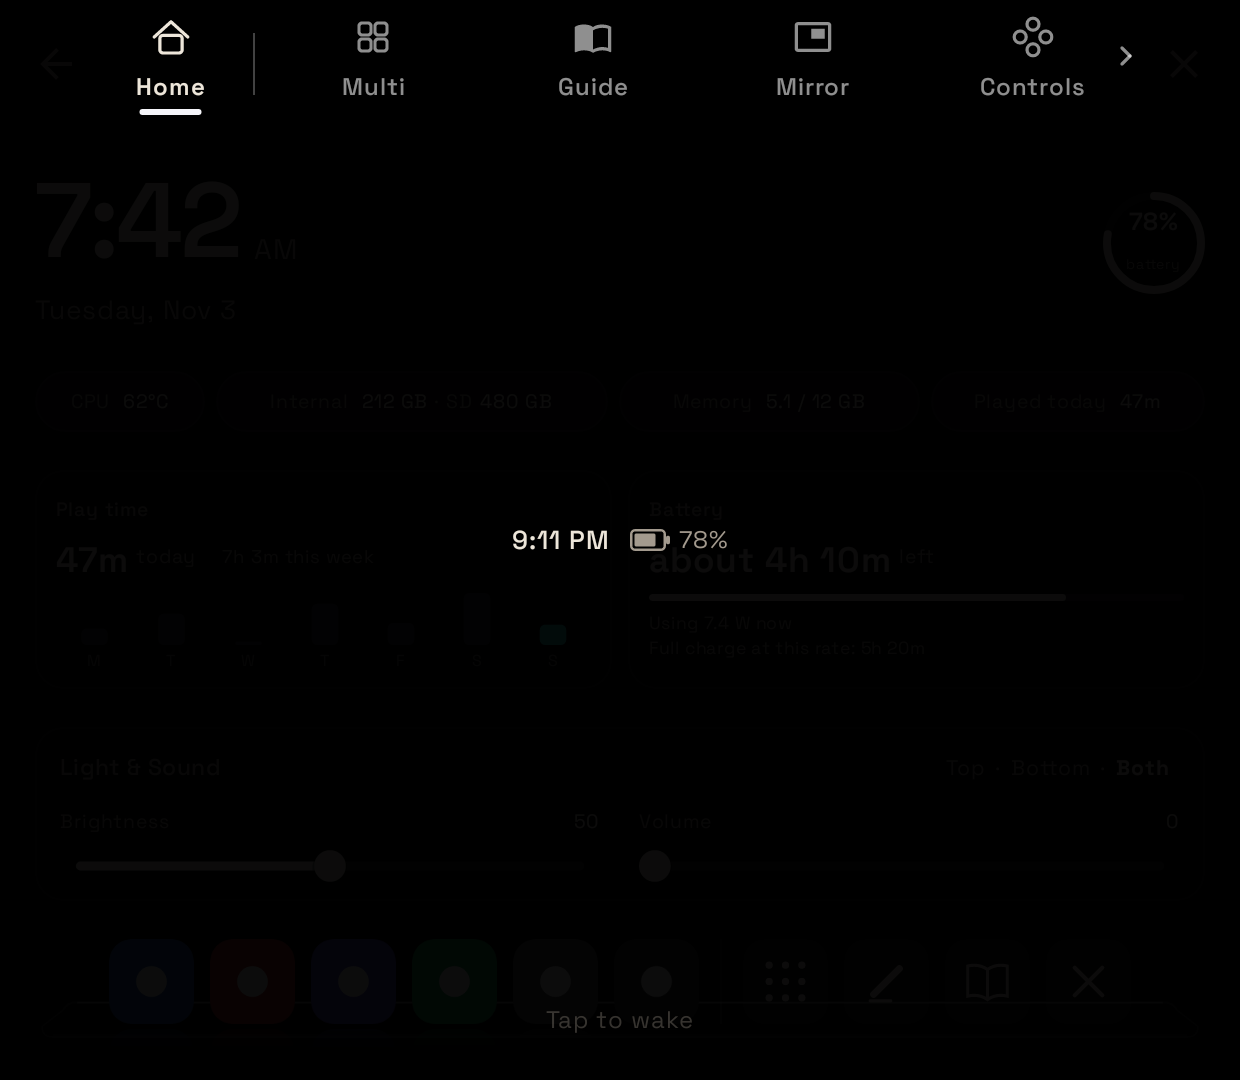 Home
Multi
Guide
Mirror
Controls
7:42 AM
78%
battery
Tuesday, Nov 3
CPU 62°C
Internal 212 GB · SD 480 GB
Memory 5.1 / 12 GB
Played today 47m
Play time
47m today 7h 3m this week
M T W T F S S
Battery
about 4h 10m left
Using 7.4 W now
Full charge at this rate: 5h 20m
9:11 PM 78%
Light & Sound
Top · Bottom · Both
Brightness 50
Volume 0
Tap to wake